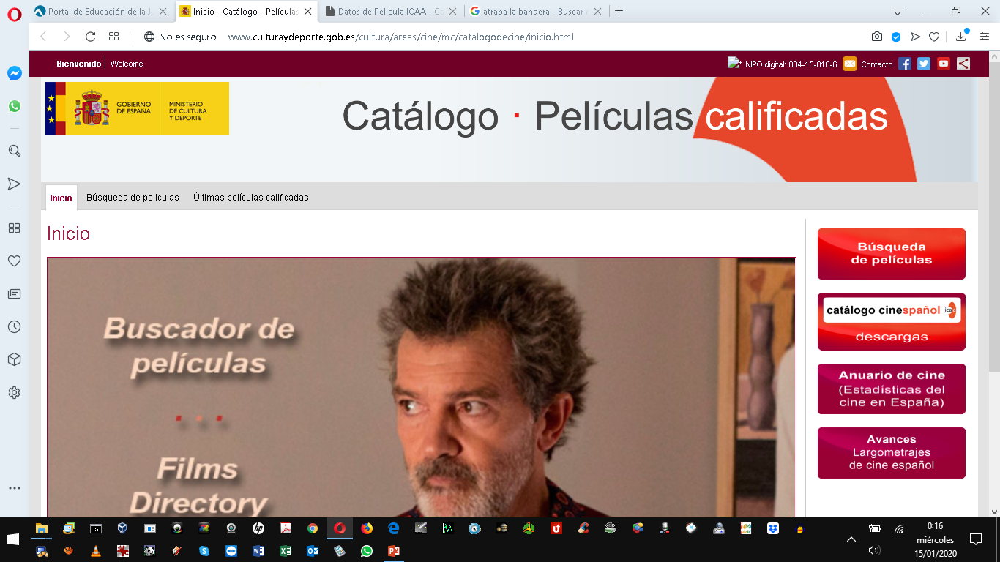 Portal de Educación de la Ju
Inicio - Catálogo - Películas
Datos de Película ICAA - Ca
atrapa la bandera - Buscar
No es seguro
www.culturaydeporte.gob.es/cultura/areas/cine/mc/catalogodecine/inicio.html
Bienvenido
Welcome
NIPO digital: 034-15-010-6
Contacto
GOBIERNO
DE ESPAÑA
MINISTERIO
DE CULTURA
Y DEPORTE
Catálogo · Películas calificadas
Inicio
Búsqueda de películas
Últimas películas calificadas
Inicio
Buscador de
películas
Films
Directory
Búsqueda
de películas
catálogo cinespañol icaa
descargas
Anuario de cine
(Estadísticas del
cine en España)
Avances
Largometrajes
de cine español
0:16
miércoles
15/01/2020